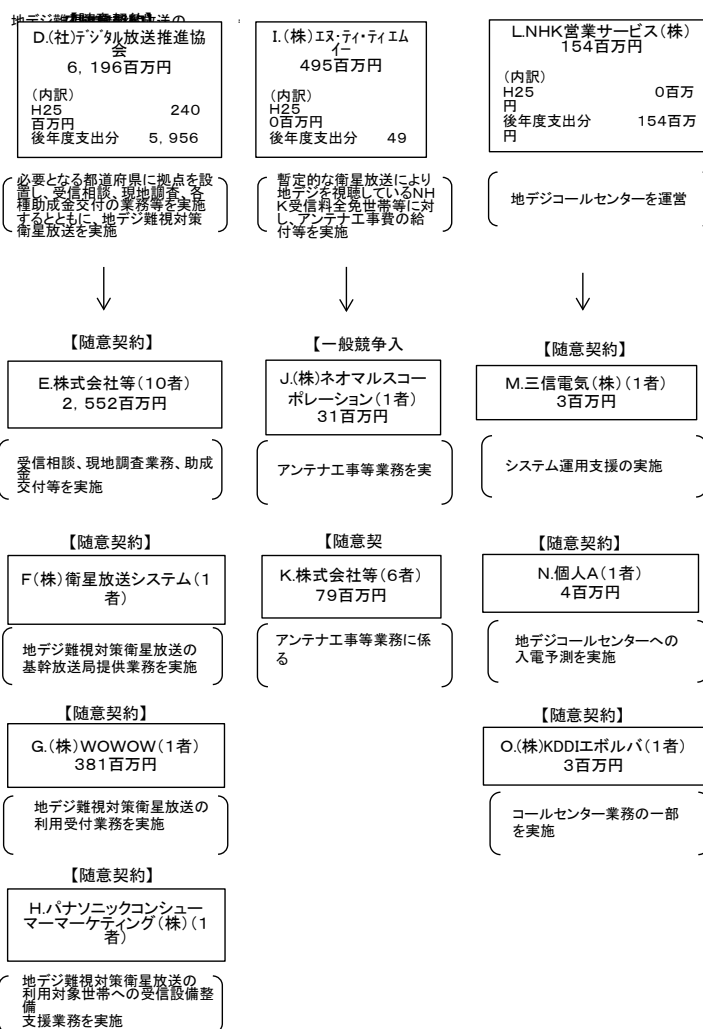 D.(社)デジタル放送推進協
会
6,196百万円
(内訳)
H25 240
百万円
後年度支出分 5,956
必要となる都道府県に拠点を設
置し、受信相談、現地調査、各
種助成金交付の業務等を実施
するとともに、地デジ難視対策
衛星放送を実施
【随意契約】
E.株式会社等(10者)
2,552百万円
受信相談、現地調査業務、助成
金
交付等を実施
【随意契約】
F(株)衛星放送システム(1
者)
地デジ難視対策衛星放送の
基幹放送局提供業務を実施
【随意契約】
G.(株)WOWOW(1者)
381百万円
地デジ難視対策衛星放送の
利用受付業務を実施
【随意契約】
H.パナソニックコンシュー
マーマーケティング(株)(1
者)
地デジ難視対策衛星放送の
利用対象世帯への受信設備整
備
支援業務を実施
I.(株)エヌ・ティ・ティエム
イー
495百万円
(内訳)
H25
0百万円
後年度支出分 49
暫定的な衛星放送により
地デジを視聴しているNH
K受信料全免世帯等に対
し、アンテナ工事費の給
付等を実施
【一般競争入
J.(株)ネオマルスコー
ポレーション(1者)
31百万円
アンテナ工事等業務を実
【随意契
K.株式会社等(6者)
79百万円
アンテナ工事等業務に係
る
L.NHK営業サービス(株)
154百万円
(内訳)
H25 0百万
円
後年度支出分 154百万
円
地デジコールセンターを運営
【随意契約】
M.三信電気(株)(1者)
3百万円
システム運用支援の実施
【随意契約】
N.個人A(1者)
4百万円
地デジコールセンターへの
入電予測を実施
【随意契約】
O.(株)KDDIエボルバ(1者)
3百万円
コールセンター業務の一部
を実施